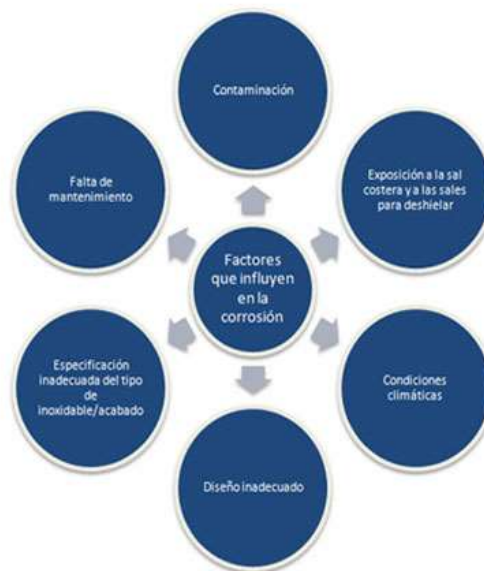 Contaminación
Falta de
mantenimiento
Exposición a la sal
costera y a las sales
para deshielar
Factores
que influyen
en la
corrosión
Especificación
inadecuada del tipo
de
inoxidable/acabado
Condiciones
climáticas
Diseño inadecuado